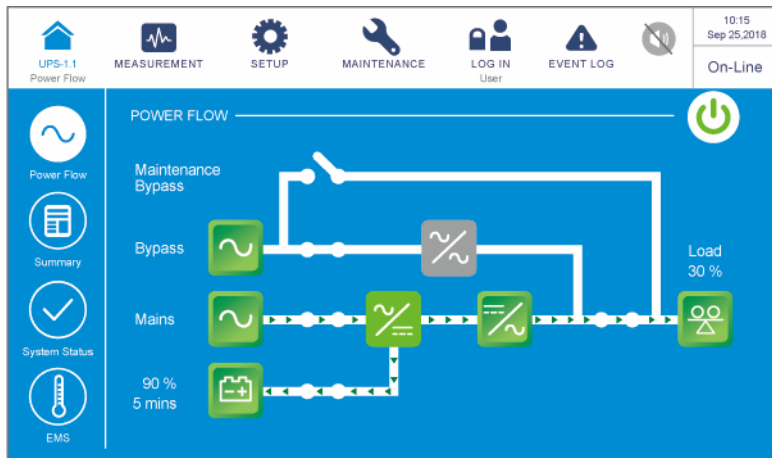 UPS-1.1
Power Flow
MEASUREMENT
SETUP
MAINTENANCE
LOG IN
User
EVENT LOG
10:15
Sep 25,2018
On-Line
Power Flow
Summary
System Status
EMS
POWER FLOW
Maintenance
Bypass
Bypass
Mains
90 %
5 mins
Load
30 %